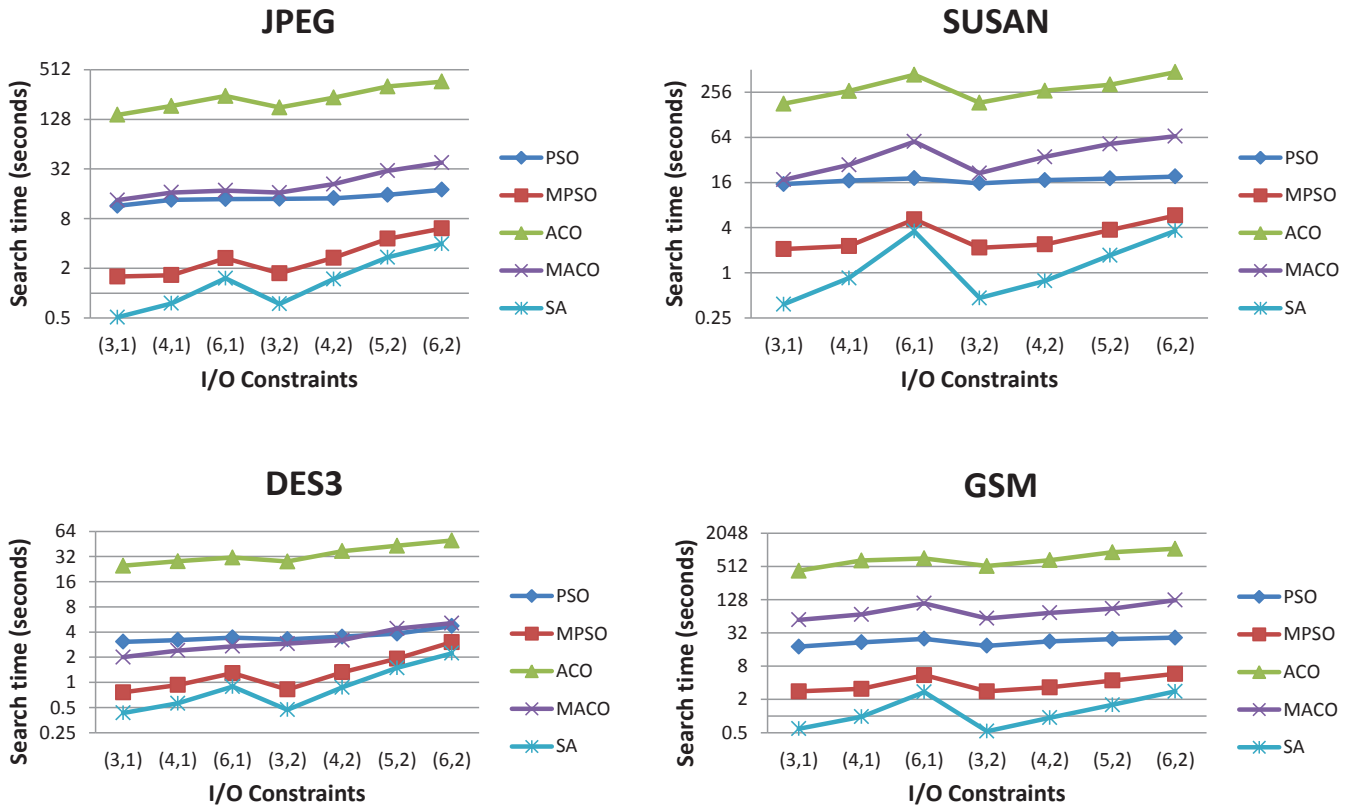 JPEG
Search time (seconds)
512
128
32
8
2
0.5
(3,1) (4,1) (6,1) (3,2) (4,2) (5,2) (6,2)
I/O Constraints
PSO
MPSO
ACO
MACO
SA
SUSAN
Search time (seconds)
256
64
16
4
1
0.25
(3,1) (4,1) (6,1) (3,2) (4,2) (5,2) (6,2)
I/O Constraints
PSO
MPSO
ACO
MACO
SA
DES3
Search time (seconds)
64
32
16
8
4
2
1
0.5
0.25
(3,1) (4,1) (6,1) (3,2) (4,2) (5,2) (6,2)
I/O Constraints
PSO
MPSO
ACO
MACO
SA
GSM
Search time (seconds)
2048
512
128
32
8
2
0.5
(3,1) (4,1) (6,1) (3,2) (4,2) (5,2) (6,2)
I/O Constraints
PSO
MPSO
ACO
MACO
SA